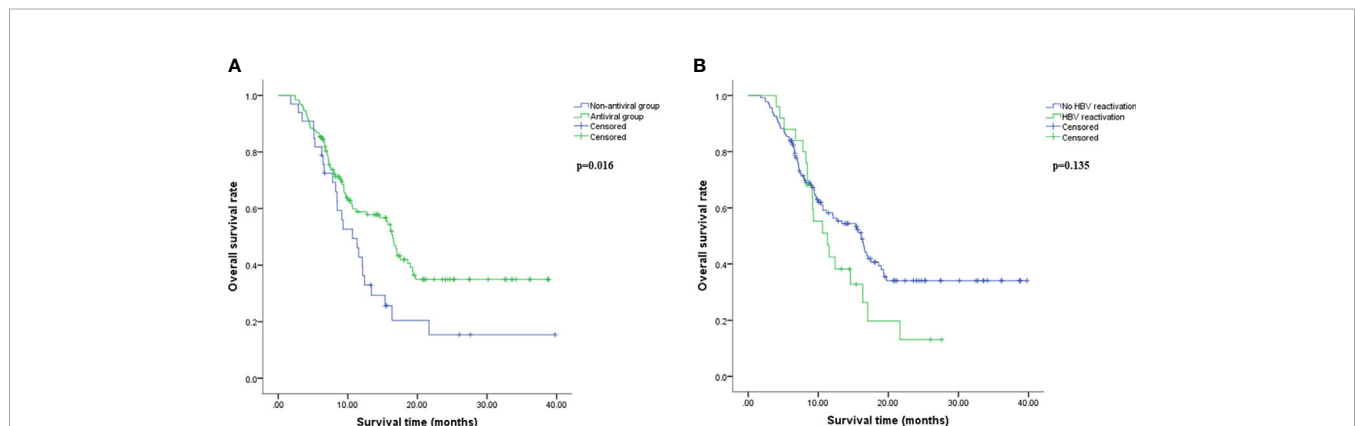 A
Non-antiviral group
Antiviral group
Censored
Censored
p=0.016
Overall survival rate
1.0
0.8
0.6
0.4
0.2
0.0
.00 10.00 20.00 30.00 40.00
Survival time (months)
B
No HBV reactivation
HBV reactivation
Censored
Censored
p=0.135
Overall survival rate
1.0
0.8
0.6
0.4
0.2
0.0
.00 10.00 20.00 30.00 40.00
Survival time (months)